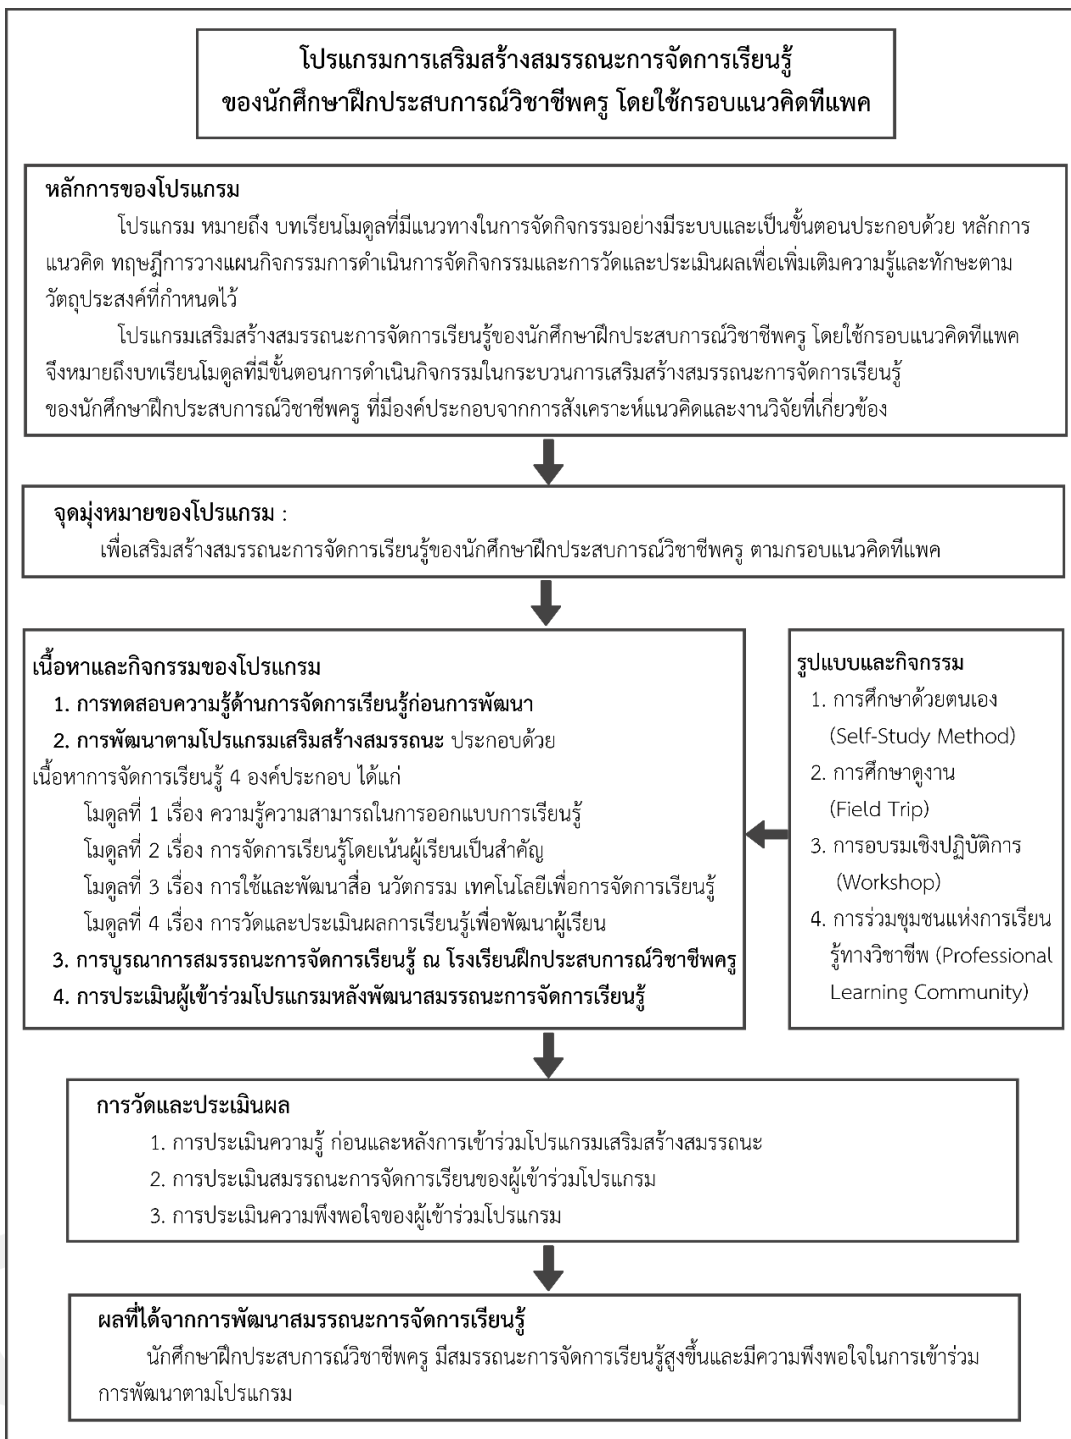 โปรแกรมการเสริมสร้างสมรรถนะการจัดการเรียนรู้
ของนักศึกษาฝึกประสบการณ์วิชาชีพครู โดยใช้กรอบแนวคิดทีแพค
หลักการของโปรแกรม
โปรแกรม หมายถึง บทเรียนโมดูลที่มีแนวทางในการจัดกิจกรรมอย่างมีระบบและเป็นขั้นตอนประกอบด้วย หลักการ
แนวคิด ทฤษฎีการวางแผนกิจกรรมการดำเนินการจัดกิจกรรมและการวัดและประเมินผลเพื่อเพิ่มเติมความรู้และทักษะตาม
วัตถุประสงค์ที่กำหนดไว้
โปรแกรมเสริมสร้างสมรรถนะการจัดการเรียนรู้ของนักศึกษาฝึกประสบการณ์วิชาชีพครู โดยใช้กรอบแนวคิดทีแพค
จึงหมายถึงบทเรียนโมดูลที่มีขั้นตอนการดำเนินกิจกรรมในกระบวนการเสริมสร้างสมรรถนะการจัดการเรียนรู้
ของนักศึกษาฝึกประสบการณ์วิชาชีพครู ที่มีองค์ประกอบจากการสังเคราะห์แนวคิดและงานวิจัยที่เกี่ยวข้อง
จุดมุ่งหมายของโปรแกรม :
เพื่อเสริมสร้างสมรรถนะการจัดการเรียนรู้ของนักศึกษาฝึกประสบการณ์วิชาชีพครู ตามกรอบแนวคิดทีแพค
เนื้อหาและกิจกรรมของโปรแกรม
1. การทดสอบความรู้ด้านการจัดการเรียนรู้ก่อนการพัฒนา
2. การพัฒนาตามโปรแกรมเสริมสร้างสมรรถนะ ประกอบด้วย
เนื้อหาการจัดการเรียนรู้ 4 องค์ประกอบ ได้แก่
โมดูลที่ 1 เรื่อง ความรู้ความสามารถในการออกแบบการเรียนรู้
โมดูลที่ 2 เรื่อง การจัดการเรียนรู้โดยเน้นผู้เรียนเป็นสำคัญ
โมดูลที่ 3 เรื่อง การใช้และพัฒนาสื่อ นวัตกรรม เทคโนโลยีเพื่อการจัดการเรียนรู้
โมดูลที่ 4 เรื่อง การวัดและประเมินผลการเรียนรู้เพื่อพัฒนาผู้เรียน
3. การบูรณาการสมรรถนะการจัดการเรียนรู้ ณ โรงเรียนฝึกประสบการณ์วิชาชีพครู
4. การประเมินผู้เข้าร่วมโปรแกรมหลังพัฒนาสมรรถนะการจัดการเรียนรู้
รูปแบบและกิจกรรม
1. การศึกษาด้วยตนเอง
(Self-Study Method)
2. การศึกษาดูงาน
(Field Trip)
3. การอบรมเชิงปฏิบัติการ
(Workshop)
4. การร่วมชุมชนแห่งการเรียน
รู้ทางวิชาชีพ (Professional
Learning Community)
การวัดและประเมินผล
1. การประเมินความรู้ ก่อนและหลังการเข้าร่วมโปรแกรมเสริมสร้างสมรรถนะ
2. การประเมินสมรรถนะการจัดการเรียนของผู้เข้าร่วมโปรแกรม
3. การประเมินความพึงพอใจของผู้เข้าร่วมโปรแกรม
ผลที่ได้จากการพัฒนาสมรรถนะการจัดการเรียนรู้
นักศึกษาฝึกประสบการณ์วิชาชีพครู มีสมรรถนะการจัดการเรียนรู้สูงขึ้นและมีความพึงพอใจในการเข้าร่วม
การพัฒนาตามโปรแกรม